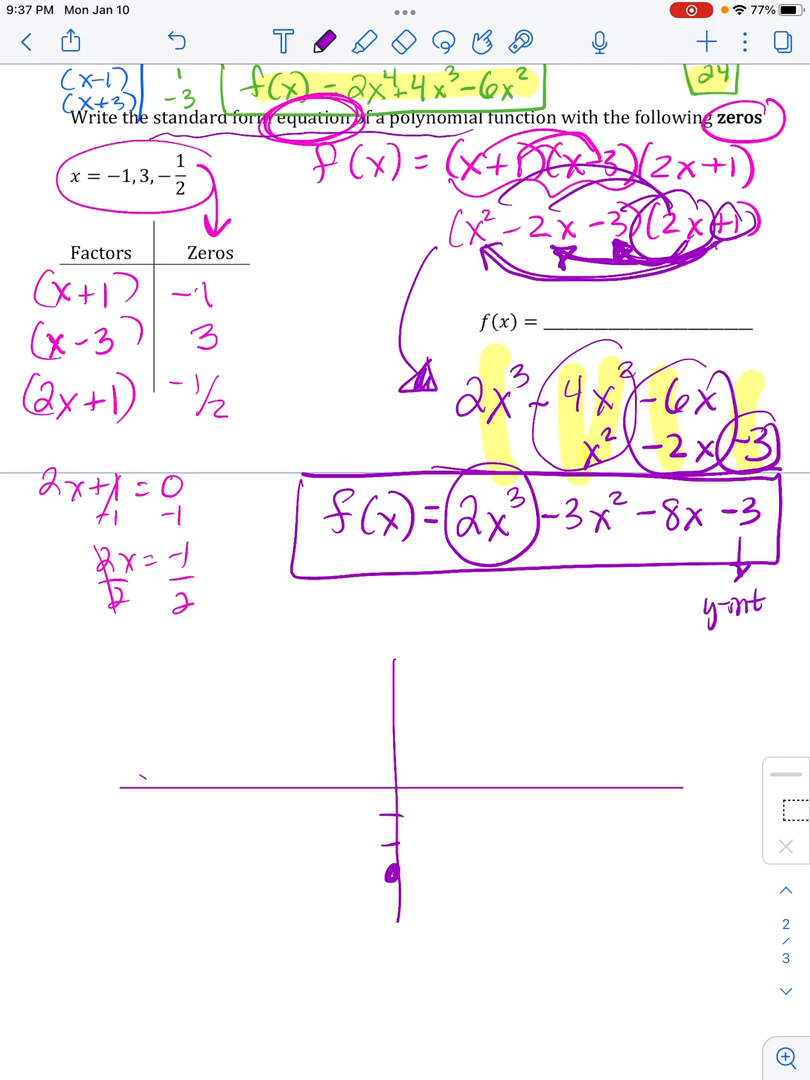 9:37 PM Mon Jan 10 77%
(x-1) 1 f(x) = 2x⁴+4x³-6x² 24
(x+3) -3
Write the standard form equation of a polynomial function with the following zeros
x = −1, 3, −1/2
f(x) = (x+1)(x-3)(2x+1)
(x²-2x-3)(2x+1)
Factors Zeros
(x+1) -1
(x-3) 3
(2x+1) -1/2
f(x) = ____________________
2x³ - 4x² - 6x
x² - 2x - 3
f(x) = 2x³ - 3x² - 8x - 3
y-int
2x+1 = 0
-1 -1
2x = -1
2 2
2
/
3